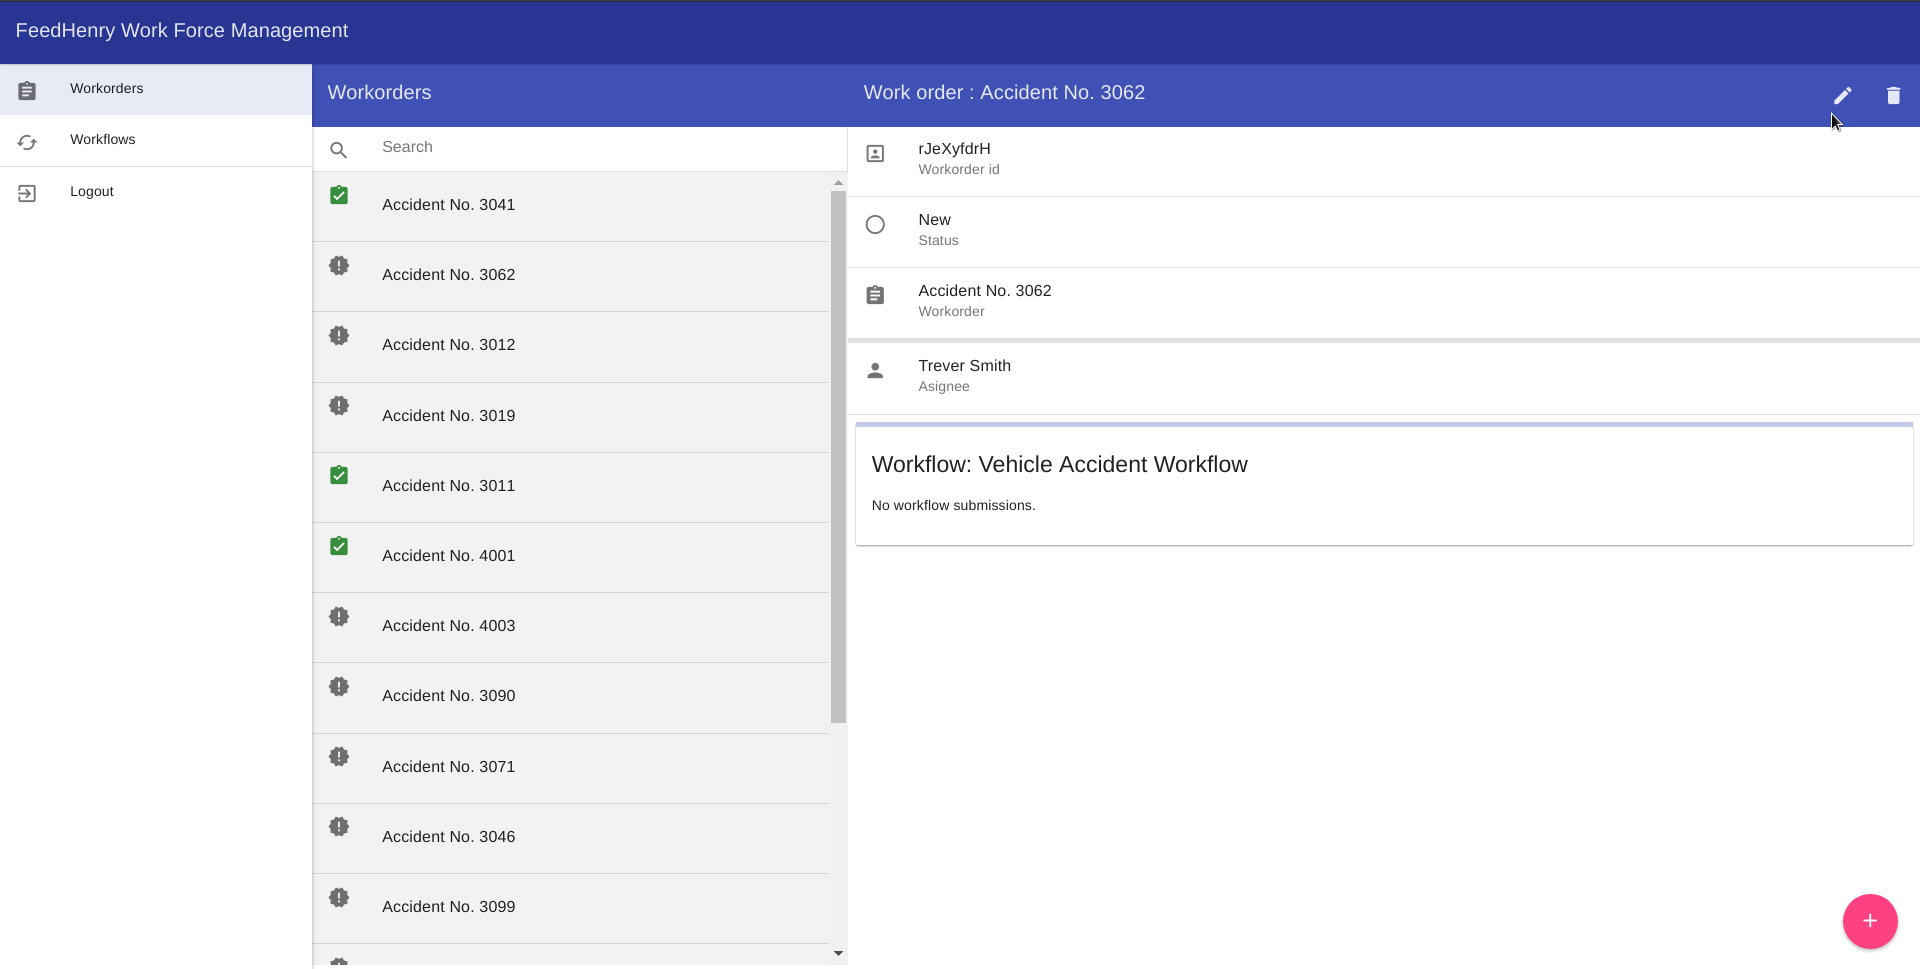 FeedHenry Work Force Management
Workorders
Workflows
Logout
Workorders
Search
Accident No. 3041
Accident No. 3062
Accident No. 3012
Accident No. 3019
Accident No. 3011
Accident No. 4001
Accident No. 4003
Accident No. 3090
Accident No. 3071
Accident No. 3046
Accident No. 3099
Work order : Accident No. 3062
rJeXyfdrH
Workorder id
New
Status
Accident No. 3062
Workorder
Trever Smith
Asignee
Workflow: Vehicle Accident Workflow
No workflow submissions.